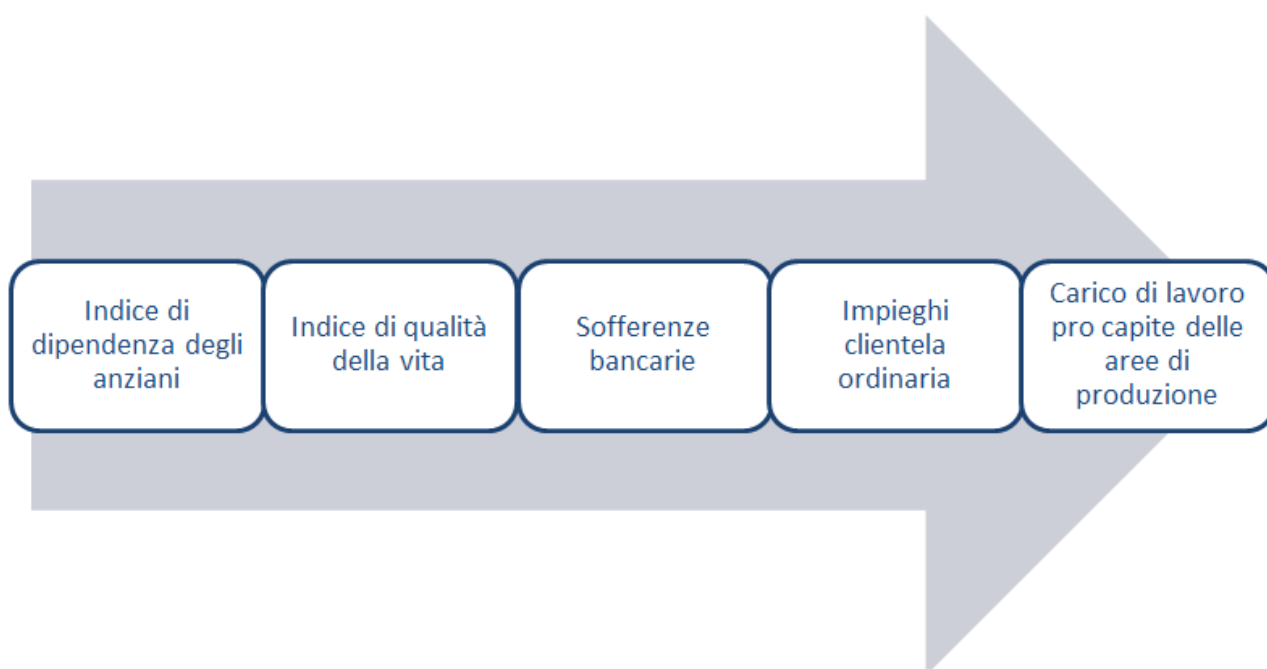 Indice di
dipendenza degli
anziani
Indice di qualità
della vita
Sofferenze
bancarie
Impieghi
clientela
ordinaria
Carico di lavoro
pro capite delle
aree di
produzione